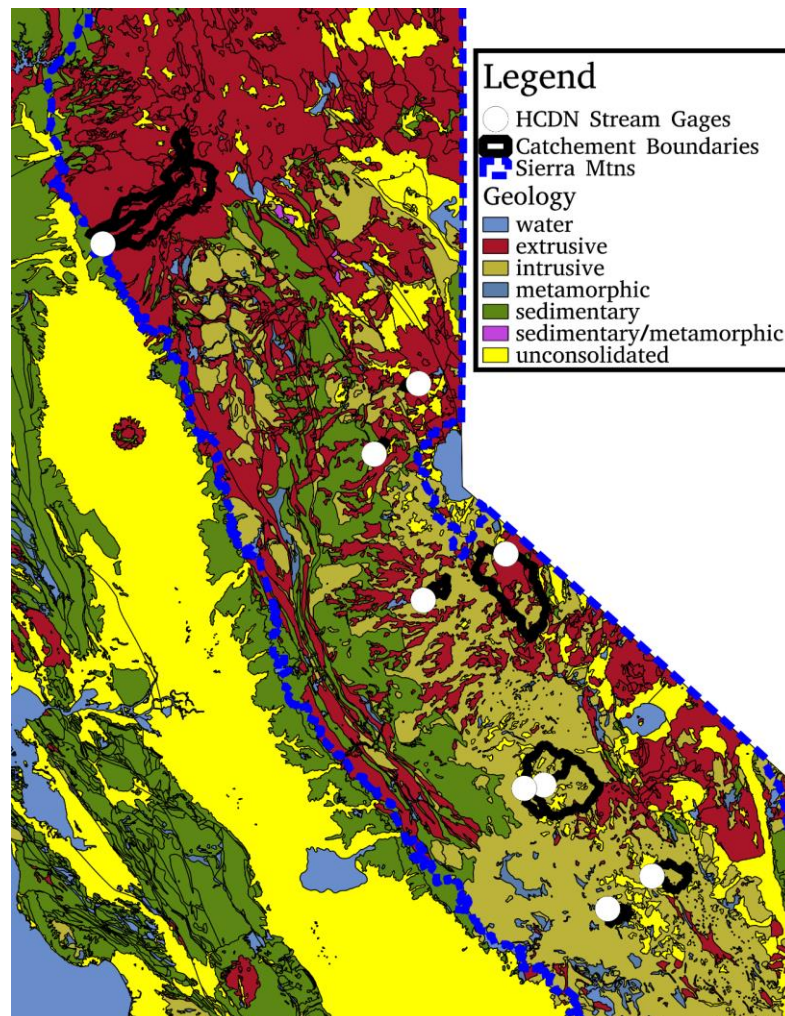 Legend
HCDN Stream Gages
Catchement Boundaries
Sierra Mtns
Geology
water
extrusive
intrusive
metamorphic
sedimentary
sedimentary/metamorphic
unconsolidated